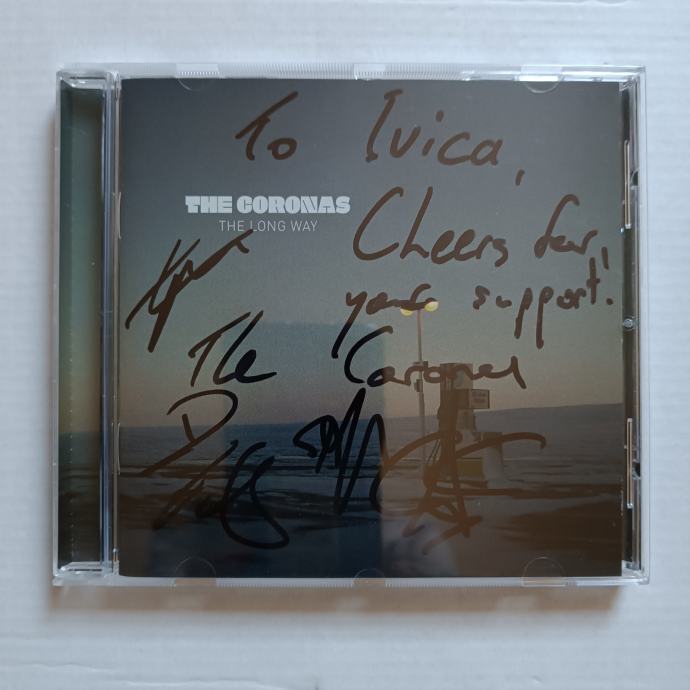 To Ivica,
THE CORONAS
THE LONG WAY
Cheers for
your support!
The Coronas